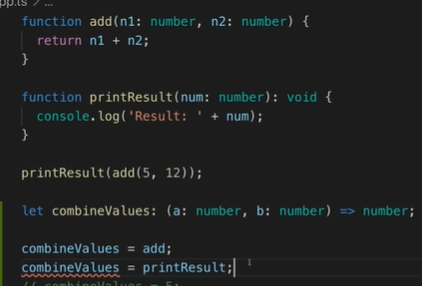 pp.ts / ...
function add(n1: number, n2: number) {
  return n1 + n2;
}
function printResult(num: number): void {
  console.log('Result: ' + num);
}
printResult(add(5, 12));
let combineValues: (a: number, b: number) => number;
combineValues = add;
combineValues = printResult;
// combineValues = 5;